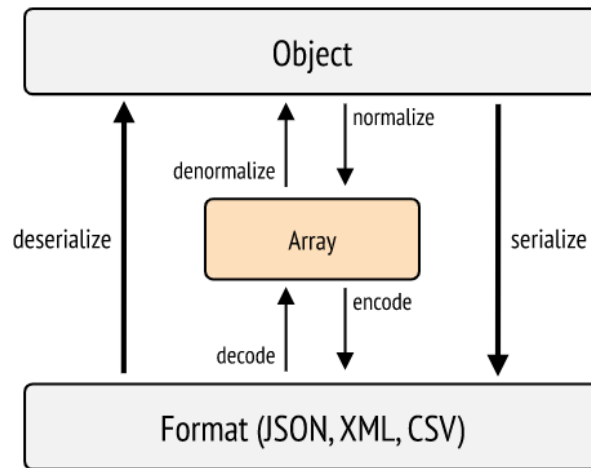 Object
normalize
denormalize
deserialize
Array
serialize
encode
decode
Format (JSON, XML, CSV)